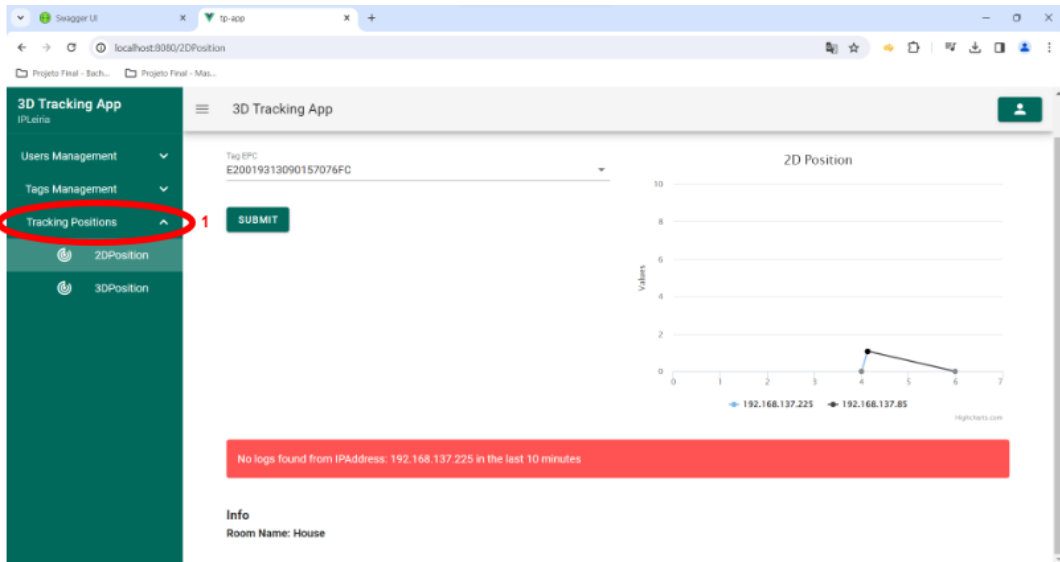 Swagger UI
tp-app
localhost:8080/2DPosition
Projeto Final - Bach...
Projeto Final - Mas...
3D Tracking App
IPLeiria
3D Tracking App
Users Management
Tags Management
Tracking Positions
1
2DPosition
3DPosition
Tag EPC
E20019313090157076FC
SUBMIT
2D Position
Values
10
8
6
4
2
0
0 1 2 3 4 5 6 7
192.168.137.225 192.168.137.85
Highcharts.com
No logs found from IPAddress: 192.168.137.225 in the last 10 minutes
Info
Room Name: House